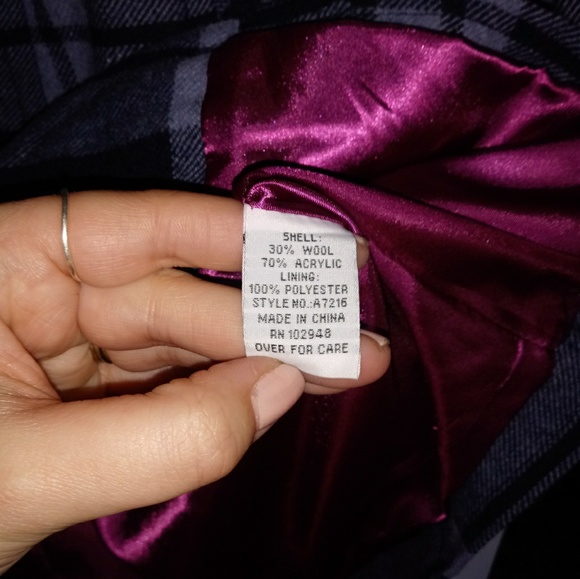 SHELL:
30% WOOL
70% ACRYLIC
LINING:
100% POLYESTER
STYLE NO.:A7216
MADE IN CHINA
RN 102948
OVER FOR CARE